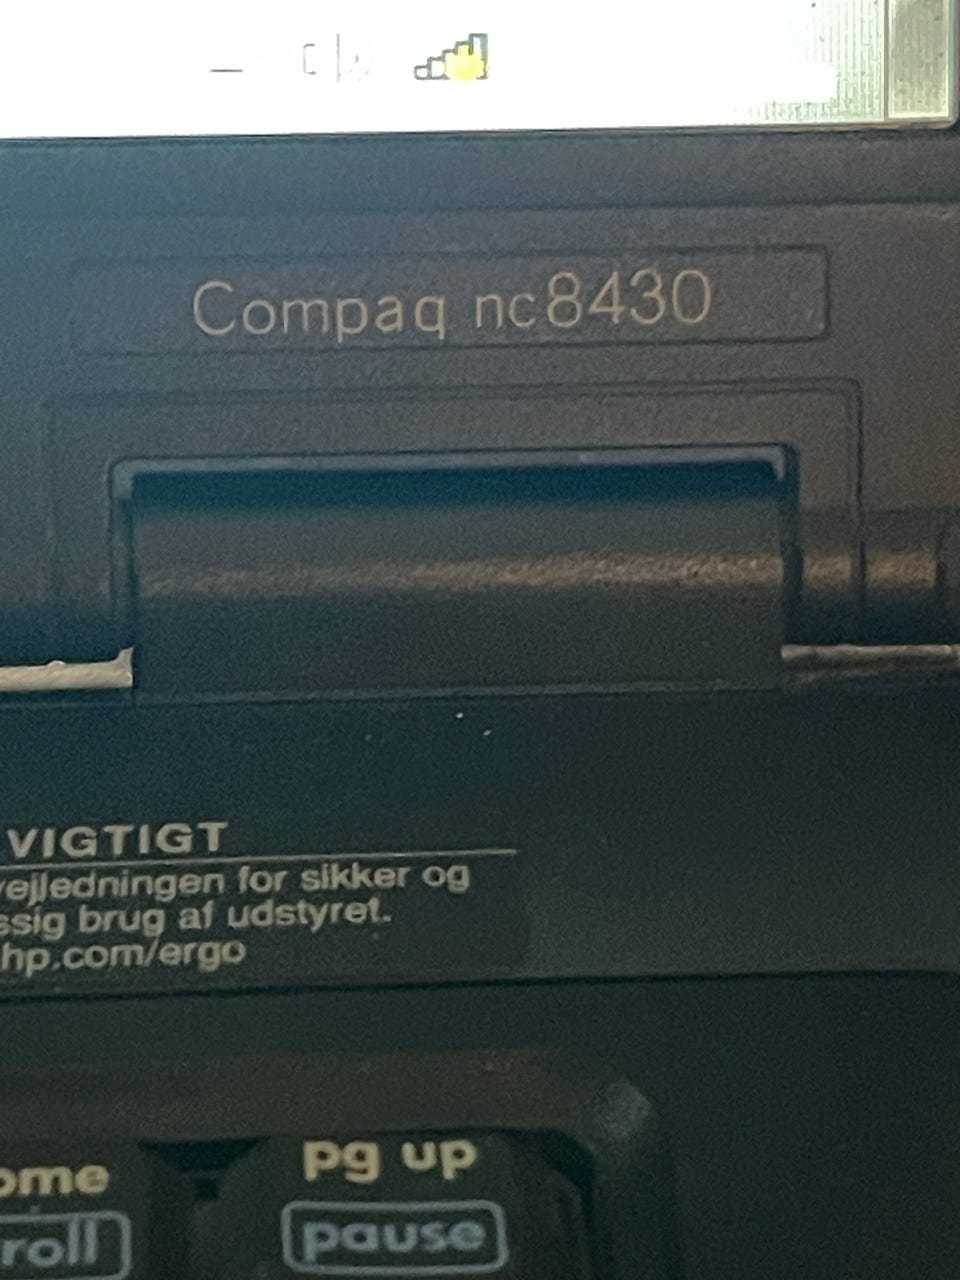 Compaq nc8430
VIGTIGT
vejledningen for sikker og
ssig brug af udstyret.
hp.com/ergo
ome
pg up
roll
pause